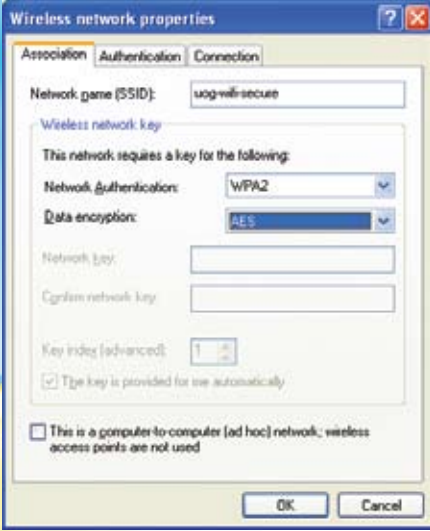 Wireless network properties
Association
Authentication
Connection
Network name (SSID):
uog-wifi-secure
Wireless network key
This network requires a key for the following:
Network Authentication:
WPA2
Data encryption:
AES
Network key:
Confirm network key:
Key index (advanced):
1
The key is provided for me automatically
This is a computer-to-computer (ad hoc) network; wireless
access points are not used
OK
Cancel